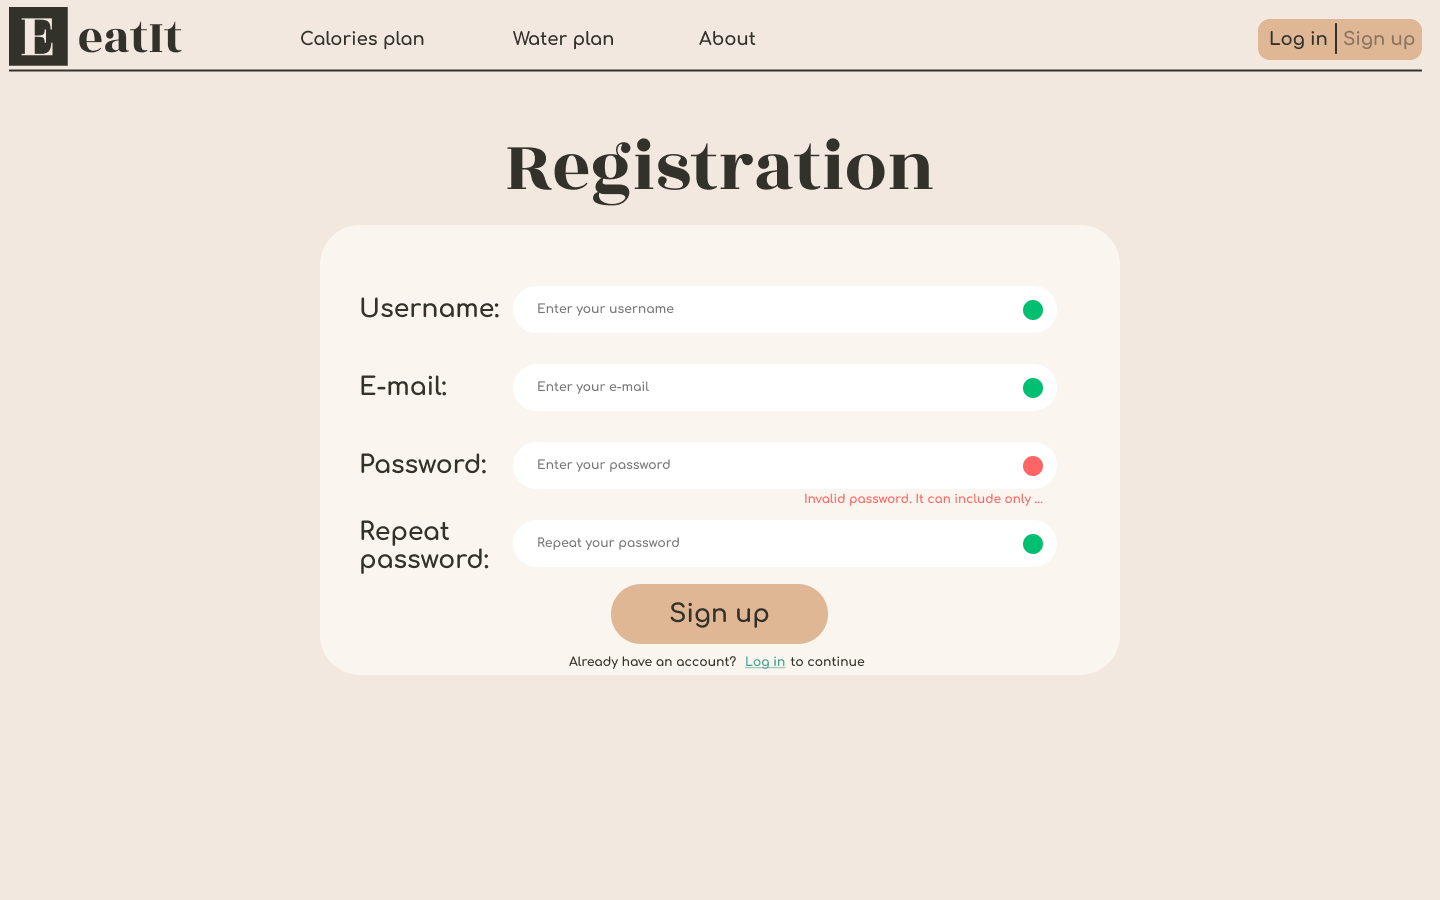 E eatIt
Calories plan
Water plan
About
Log in | Sign up
Registration
Username:
Enter your username
E-mail:
Enter your e-mail
Password:
Enter your password
Invalid password. It can include only ...
Repeat
password:
Repeat your password
Sign up
Already have an account? Log in to continue